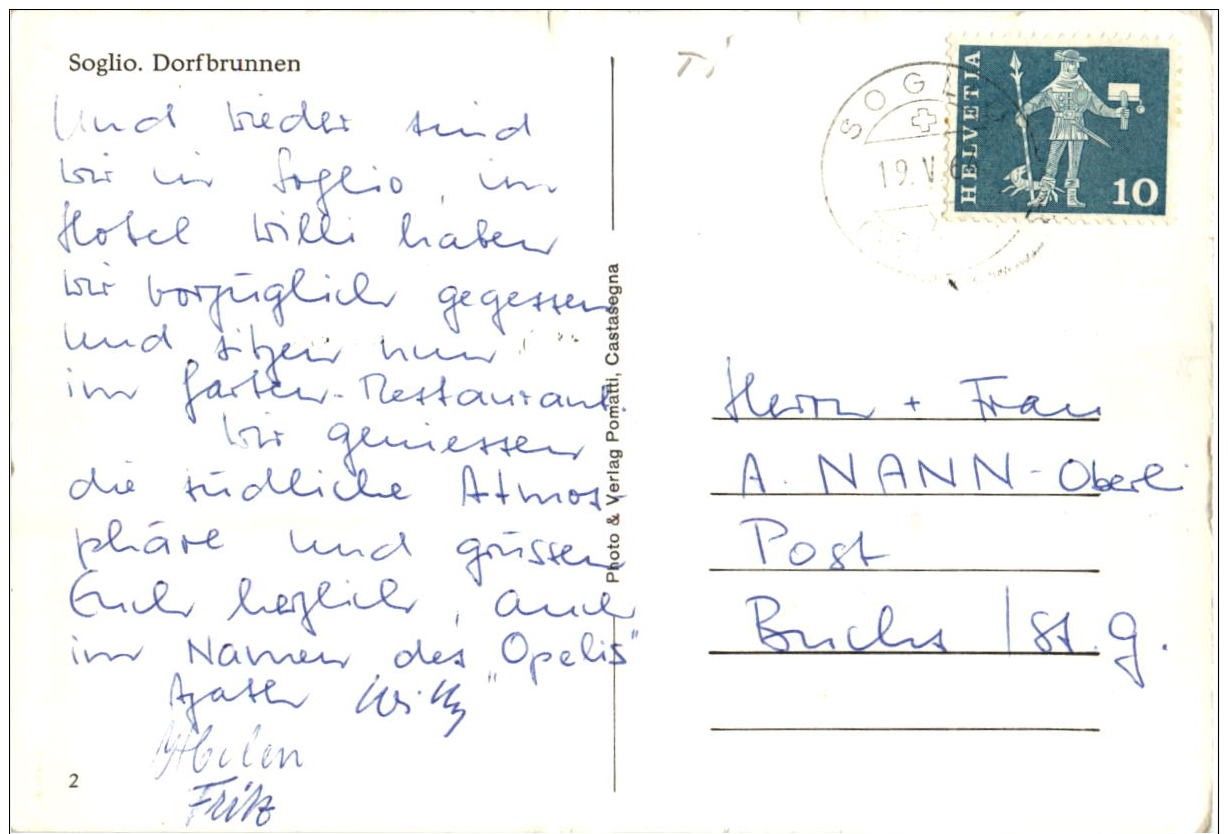 Soglio. Dorfbrunnen
Und wieder sind
wir in Soglio, im
Hotel Willi haben
wir vorzüglich gegessen
und sitzen nun
im Garten-Restaurant.
Wir geniessen
die südliche Atmos-
phäre und grüssen
Euch herzlich, auch
im Namen des "Opelis"
Agath Willy
Fritz
2
Photo & Verlag Pomatti, Castasegna
SOGLIO
19. V. 6
HELVETIA
10
Herrn + Frau
A. NANN-Oberli
Post
Buchs / St. G.